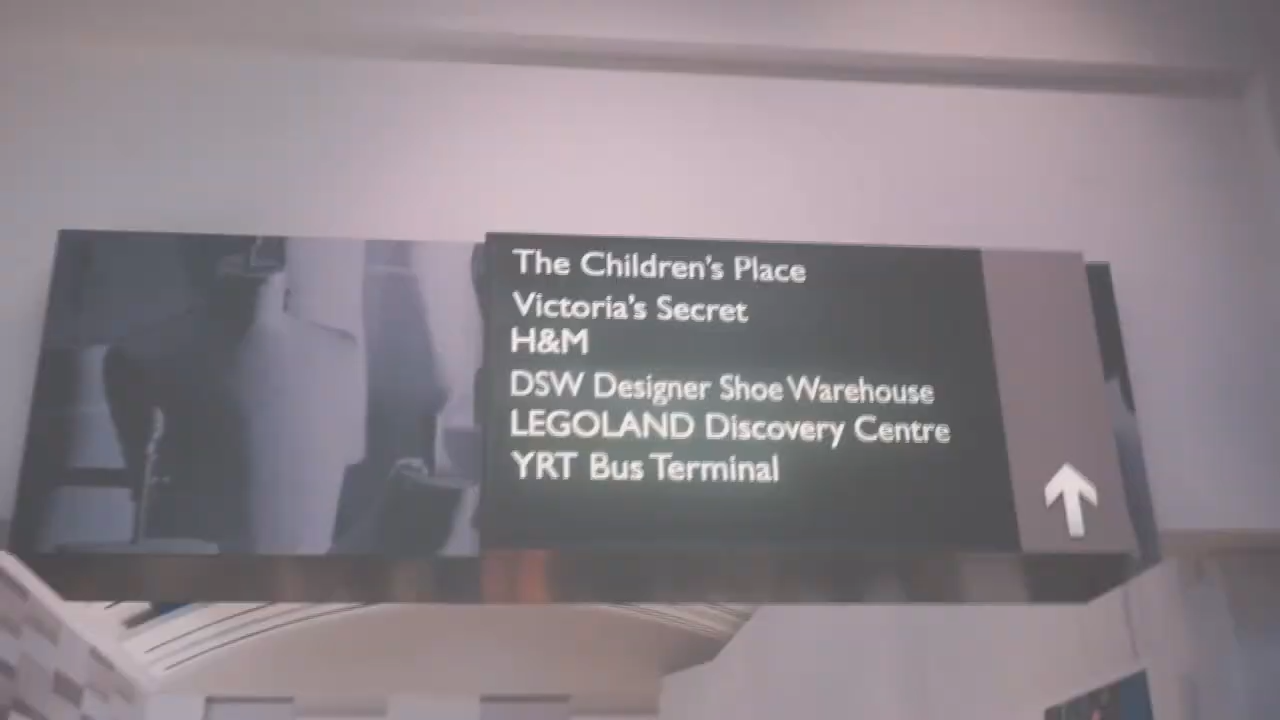 The Children's Place
Victoria's Secret
H&M
DSW Designer Shoe Warehouse
LEGOLAND Discovery Centre
YRT Bus Terminal